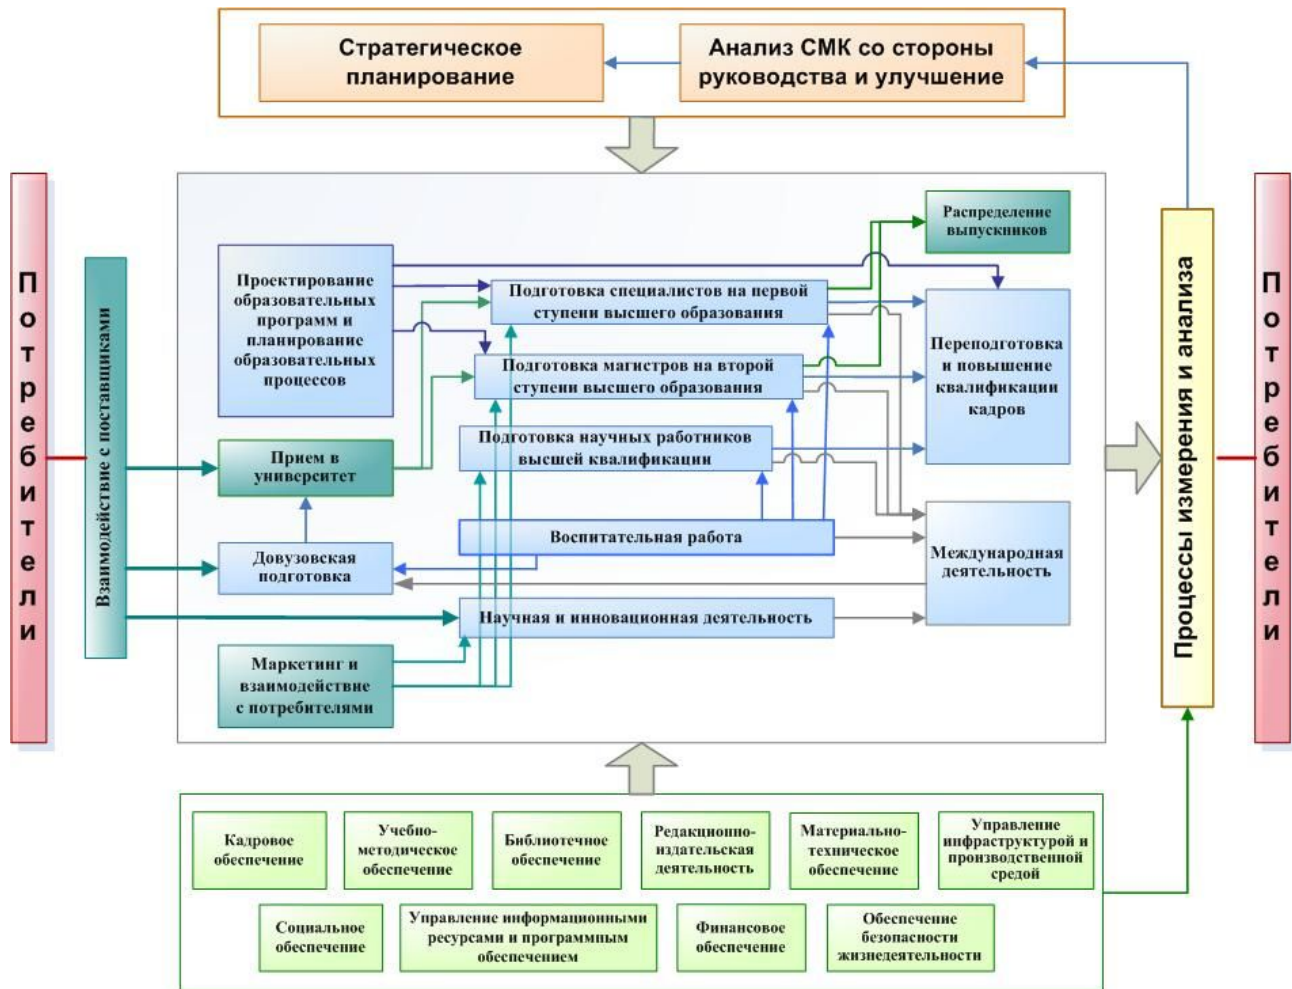 Стратегическое
планирование
Анализ СМК со стороны
руководства и улучшение
Потребители
Взаимодействие с поставщиками
Проектирование
образовательных
программ и
планирование
образовательных
процессов
Прием в
университет
Довузовская
подготовка
Маркетинг и
взаимодействие
с потребителями
Подготовка специалистов на первой
ступени высшего образования
Подготовка магистров на второй
ступени высшего образования
Подготовка научных работников
высшей квалификации
Воспитательная работа
Научная и инновационная деятельность
Распределение
выпускников
Переподготовка
и повышение
квалификации
кадров
Международная
деятельность
Процессы измерения и анализа
Потребители
Кадровое
обеспечение
Учебно-
методическое
обеспечение
Библиотечное
обеспечение
Редакционно-
издательская
деятельность
Материально-
техническое
обеспечение
Управление
инфраструктурой и
производственной
средой
Социальное
обеспечение
Управление информационными
ресурсами и программным
обеспечением
Финансовое
обеспечение
Обеспечение
безопасности
жизнедеятельности